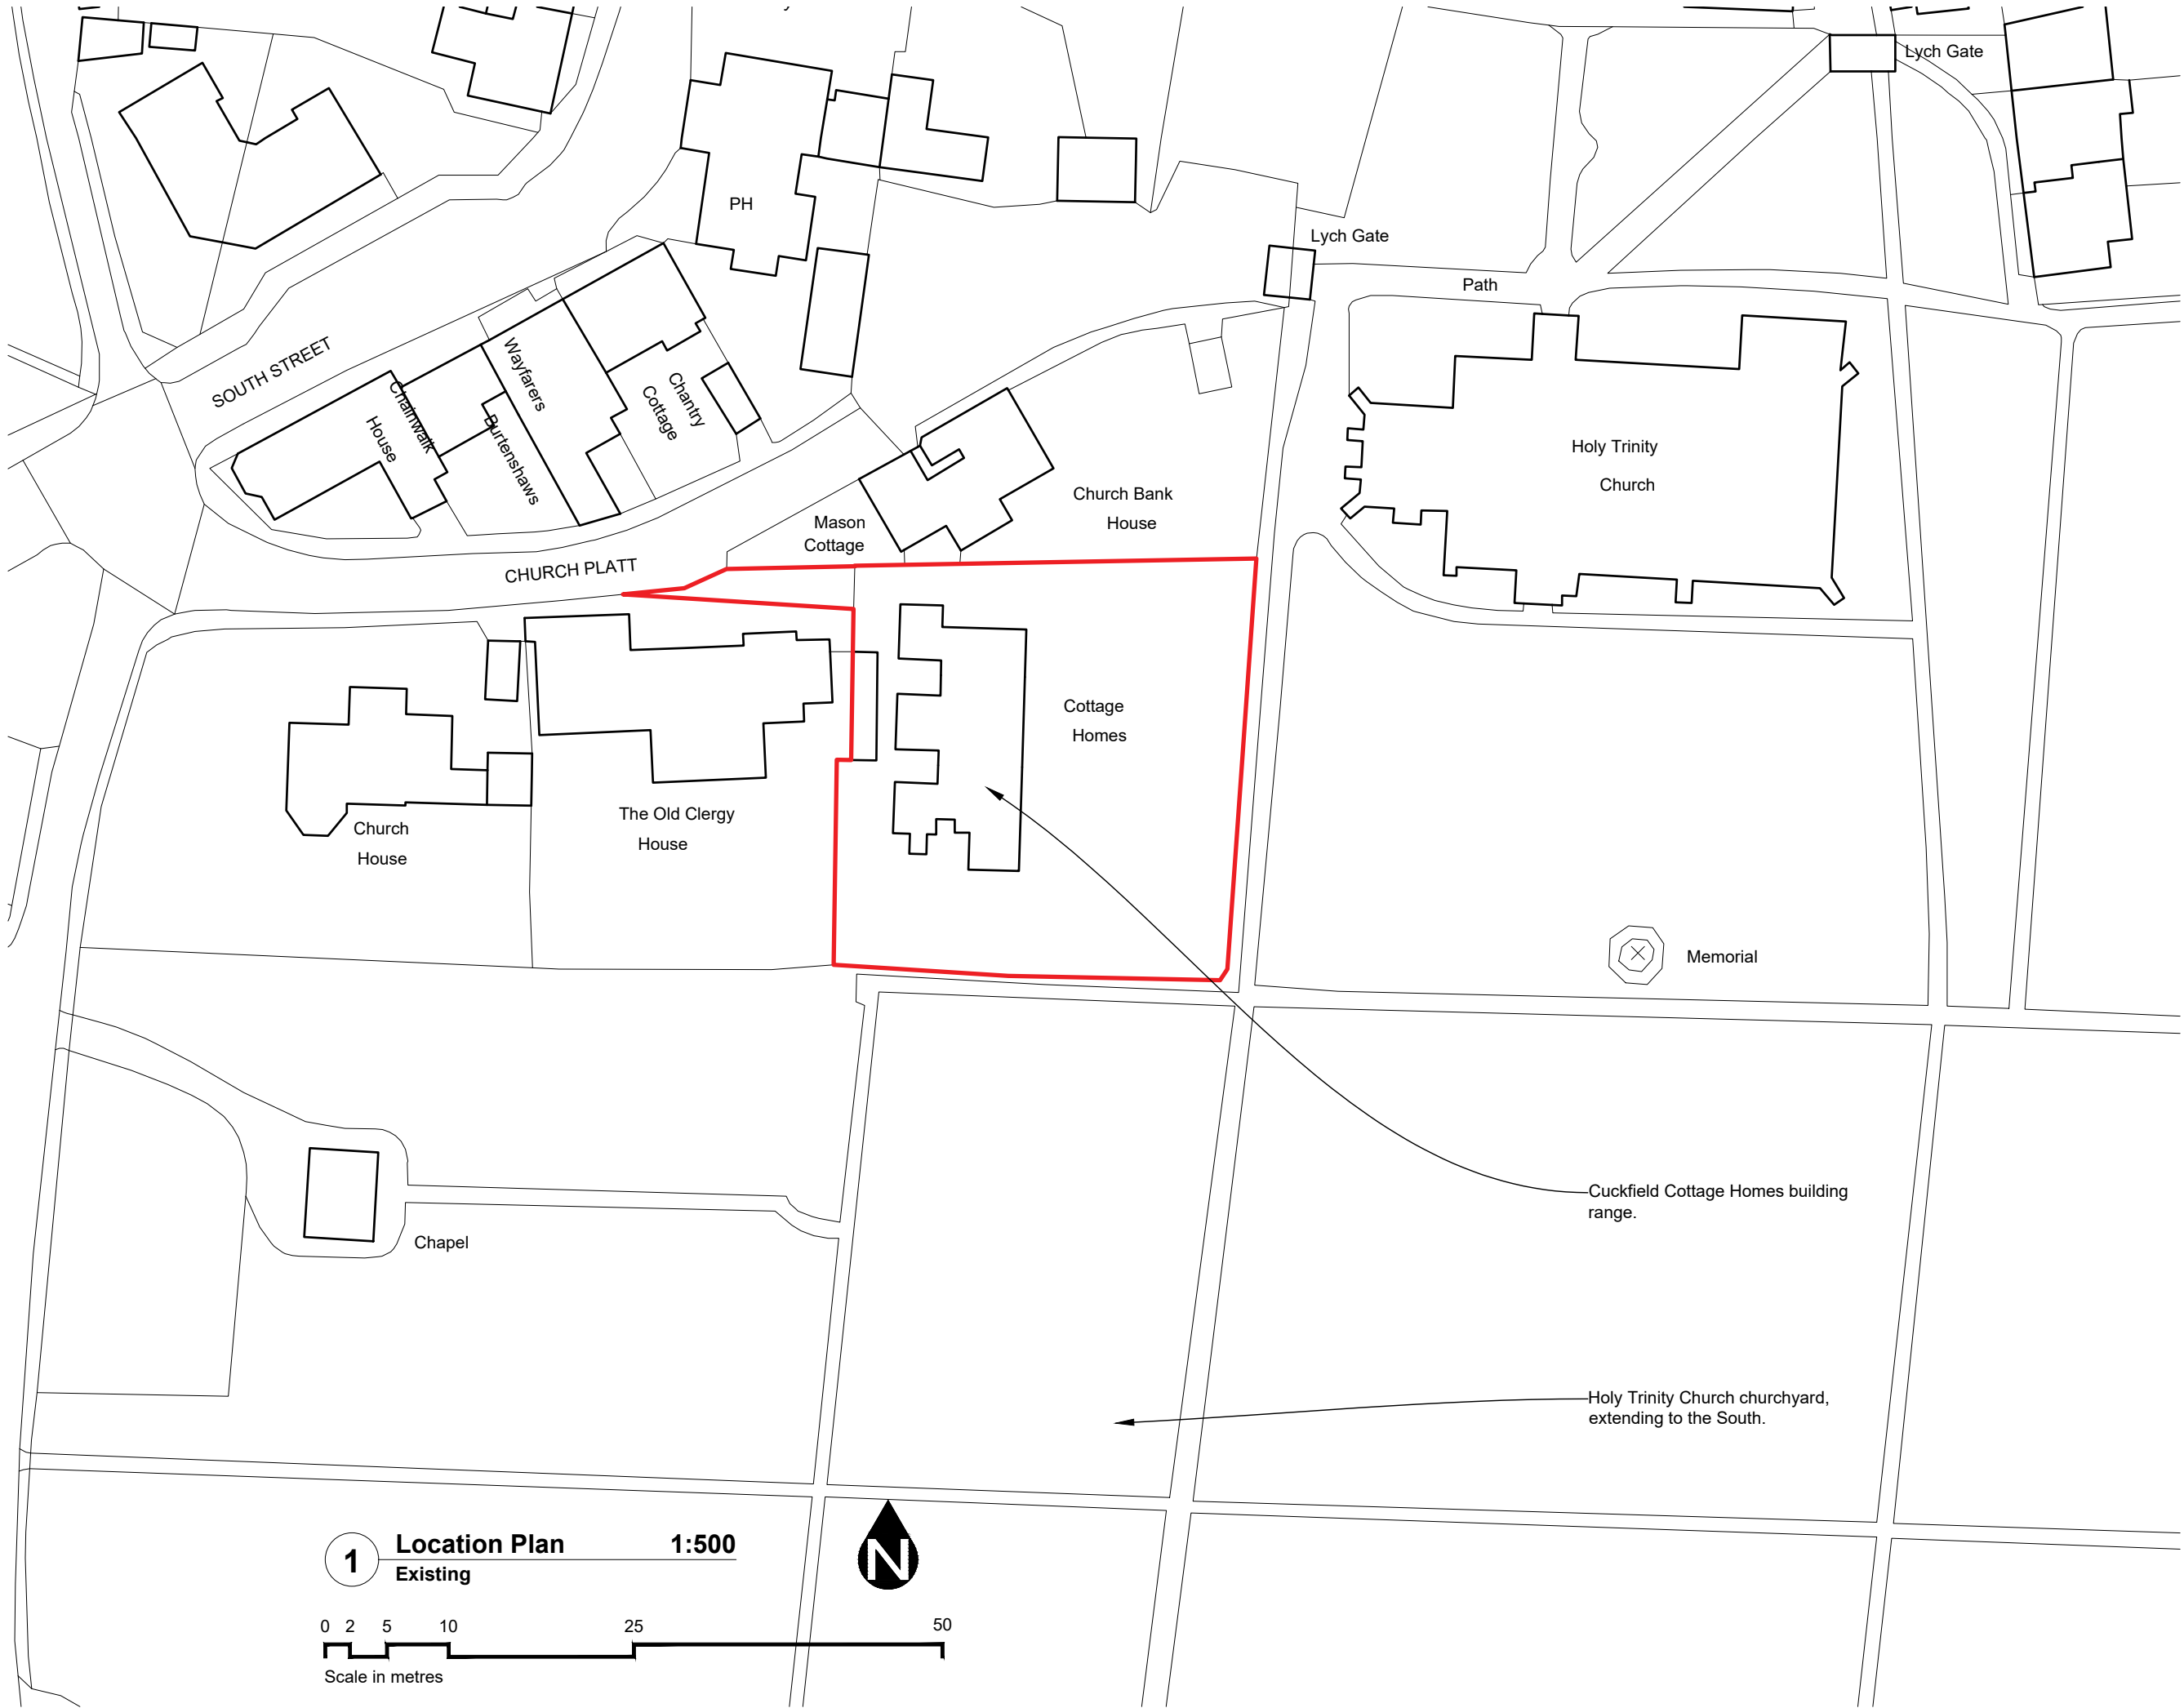 Lych Gate
PH
Lych Gate
Path
SOUTH STREET
Wayfarers
Chantry
Cottage
Chainwalk
House
Burtenshaws
Holy Trinity
Church
Church Bank
House
Mason
Cottage
CHURCH PLATT
Cottage
Homes
The Old Clergy
House
Church
House
Memorial
Cuckfield Cottage Homes building
range.
Chapel
Holy Trinity Church churchyard,
extending to the South.
1 Location Plan 1:500
Existing
N
0 2 5 10 25 50
Scale in metres